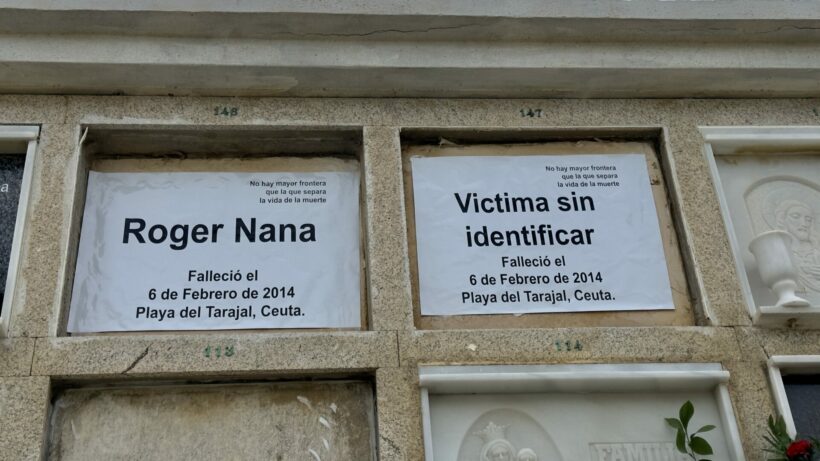 148
147
No hay mayor frontera
que la que separa
la vida de la muerte
Roger Nana
Falleció el
6 de Febrero de 2014
Playa del Tarajal, Ceuta.
No hay mayor frontera
que la que separa
la vida de la muerte
Victima sin
identificar
Falleció el
6 de Febrero de 2014
Playa del Tarajal, Ceuta.
113
114